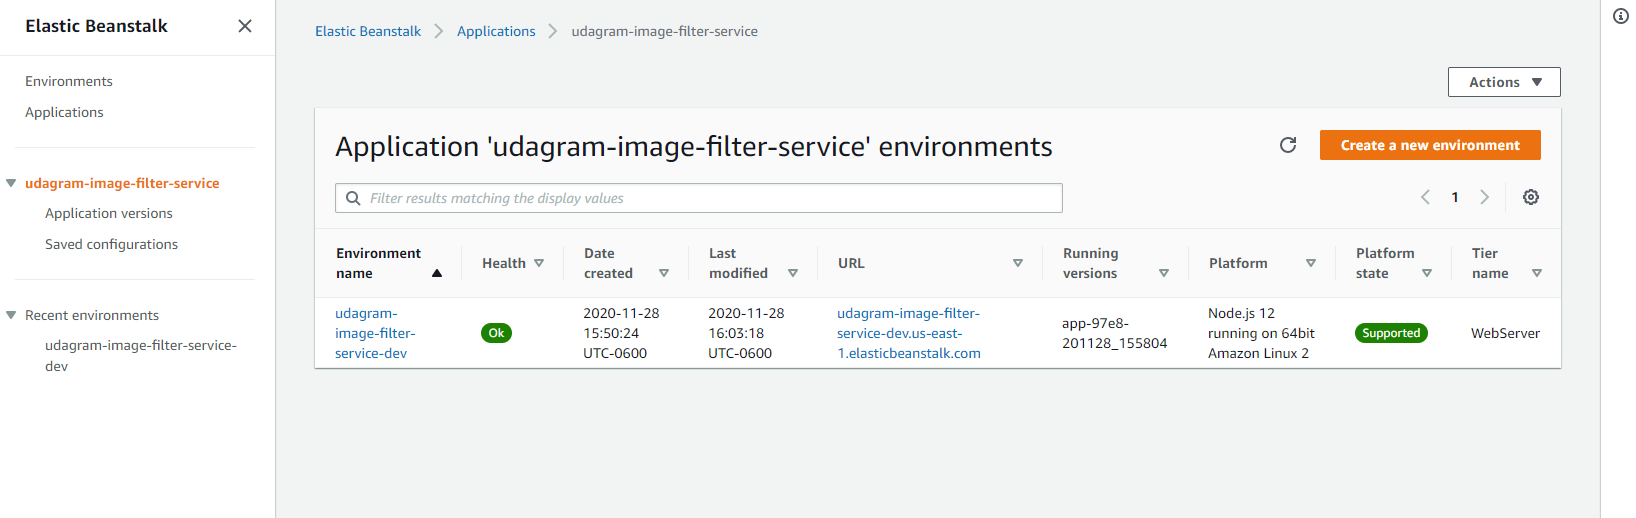 Elastic Beanstalk
Environments
Applications
udagram-image-filter-service
Application versions
Saved configurations
Recent environments
udagram-image-filter-service-
dev
Elastic Beanstalk Applications udagram-image-filter-service
Actions
Application 'udagram-image-filter-service' environments
Create a new environment
Filter results matching the display values
1
Environment
name
Health
Date
created
Last
modified
URL
Running
versions
Platform
Platform
state
Tier
name
udagram-
image-filter-
service-dev
Ok
2020-11-28
15:50:24
UTC-0600
2020-11-28
16:03:18
UTC-0600
udagram-image-filter-
service-dev.us-east-
1.elasticbeanstalk.com
app-97e8-
201128_155804
Node.js 12
running on 64bit
Amazon Linux 2
Supported
WebServer